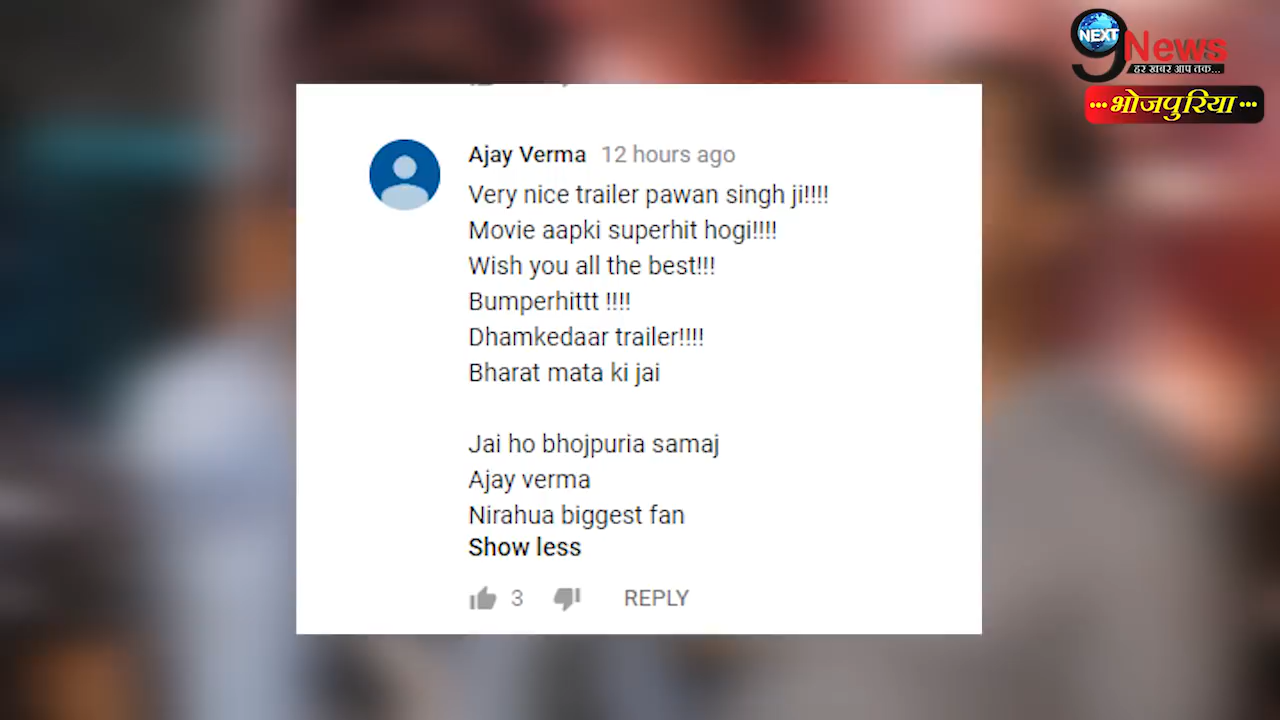 NEXT
9 News
हर खबर आप तक...
•••भोजपुरिया•••
Ajay Verma 12 hours ago
Very nice trailer pawan singh ji!!!!
Movie aapki superhit hogi!!!!
Wish you all the best!!!
Bumperhittt !!!!
Dhamkedaar trailer!!!!
Bharat mata ki jai
Jai ho bhojpuria samaj
Ajay verma
Nirahua biggest fan
Show less
3 REPLY